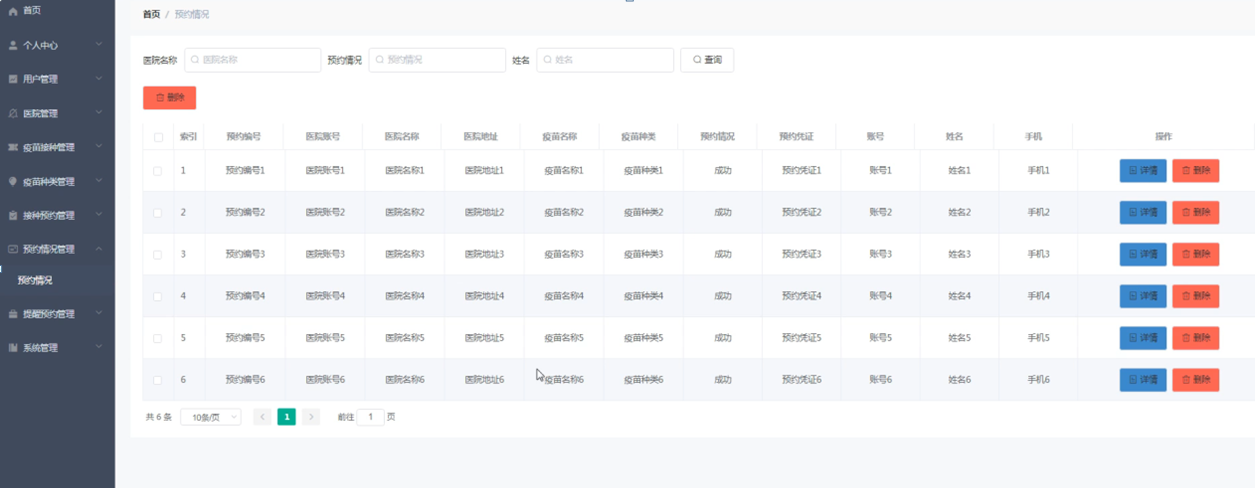 首页
个人中心
用户管理
医院管理
疫苗接种管理
疫苗种类管理
接种预约管理
预约情况管理
预约情况
提醒预约管理
系统管理
首页 / 预约情况
医院名称 医院名称 预约情况 预约情况 姓名 姓名 查询
删除
索引 预约编号 医院账号 医院名称 医院地址 疫苗名称 疫苗种类 预约情况 预约凭证 账号 姓名 手机 操作
1 预约编号1 医院账号1 医院名称1 医院地址1 疫苗名称1 疫苗种类1 成功 预约凭证1 账号1 姓名1 手机1 详情 删除
2 预约编号2 医院账号2 医院名称2 医院地址2 疫苗名称2 疫苗种类2 成功 预约凭证2 账号2 姓名2 手机2 详情 删除
3 预约编号3 医院账号3 医院名称3 医院地址3 疫苗名称3 疫苗种类3 成功 预约凭证3 账号3 姓名3 手机3 详情 删除
4 预约编号4 医院账号4 医院名称4 医院地址4 疫苗名称4 疫苗种类4 成功 预约凭证4 账号4 姓名4 手机4 详情 删除
5 预约编号5 医院账号5 医院名称5 医院地址5 疫苗名称5 疫苗种类5 成功 预约凭证5 账号5 姓名5 手机5 详情 删除
6 预约编号6 医院账号6 医院名称6 医院地址6 疫苗名称6 疫苗种类6 成功 预约凭证6 账号6 姓名6 手机6 详情 删除
共 6 条 10条/页 1 前往 1 页